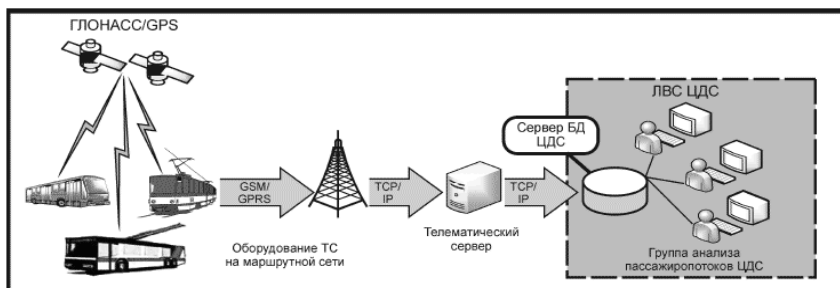 ГЛОНАСС/GPS
GSM/
GPRS
Оборудование ТС
на маршрутной сети
TCP/
IP
Телематический
сервер
TCP/
IP
ЛВС ЦДС
Сервер БД
ЦДС
Группа анализа
пассажиропотоков ЦДС